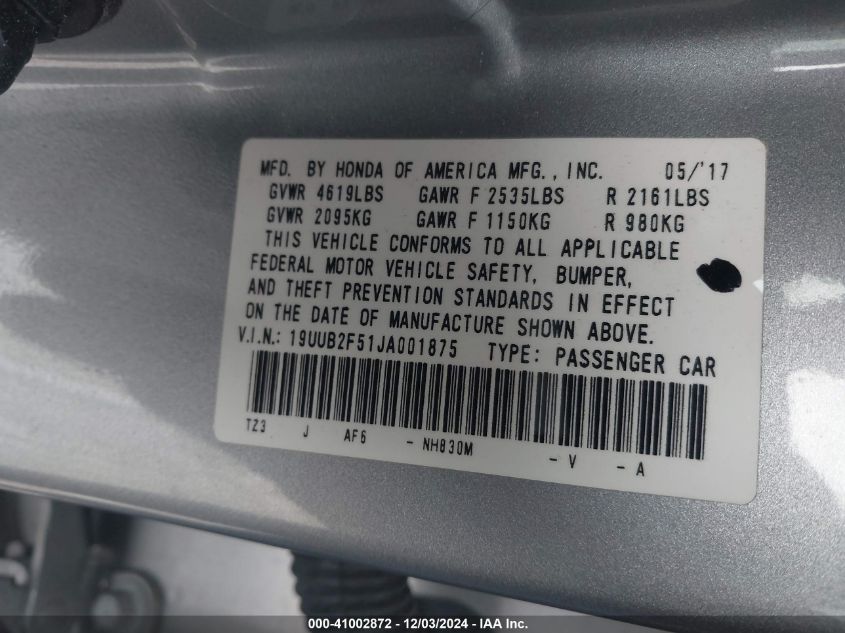 MFD. BY HONDA OF AMERICA MFG., INC. 05/'17
GVWR 4619LBS GAWR F 2535LBS R 2161LBS
GVWR 2095KG GAWR F 1150KG R 980KG
THIS VEHICLE CONFORMS TO ALL APPLICABLE
FEDERAL MOTOR VEHICLE SAFETY, BUMPER,
AND THEFT PREVENTION STANDARDS IN EFFECT
ON THE DATE OF MANUFACTURE SHOWN ABOVE.
V.I.N.: 19UUB2F51JA001875 TYPE: PASSENGER CAR
TZ3 J AF6 - NH830M - V - A
000-41002872 - 12/03/2024 - IAA Inc.